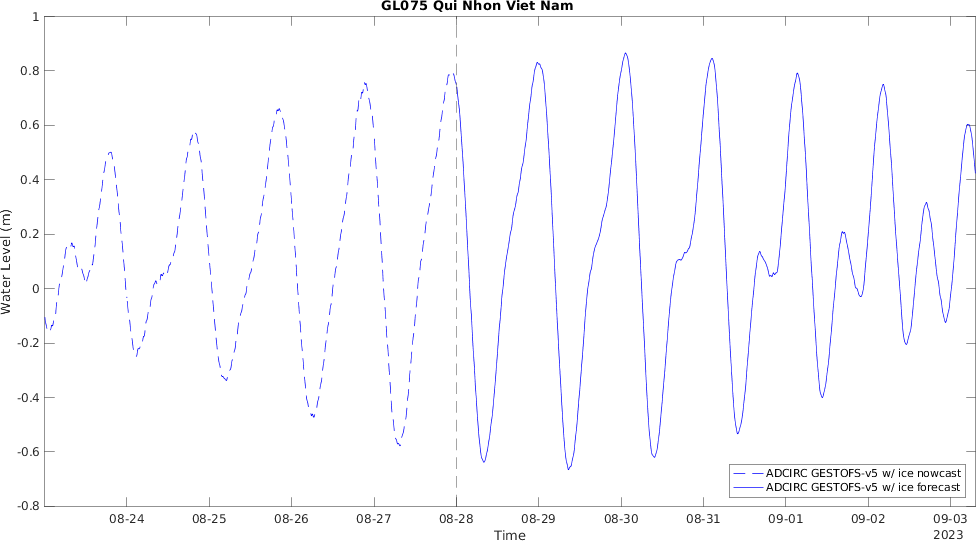 GL075 Qui Nhon Viet Nam
1
0.8
0.6
0.4
0.2
0
-0.2
-0.4
-0.6
-0.8
Water Level (m)
ADCIRC GESTOFS-v5 w/ ice nowcast
ADCIRC GESTOFS-v5 w/ ice forecast
08-24 08-25 08-26 08-27 08-28 08-29 08-30 08-31 09-01 09-02 09-03
Time
2023